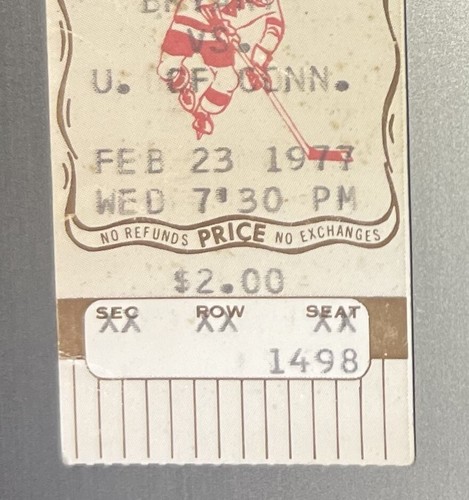 BRYANT
VS.
U. OF CONN.
FEB 23 1977
WED 7:30 PM
NO REFUNDS PRICE NO EXCHANGES
$2.00
SEC ROW SEAT
XX XX XX
1498